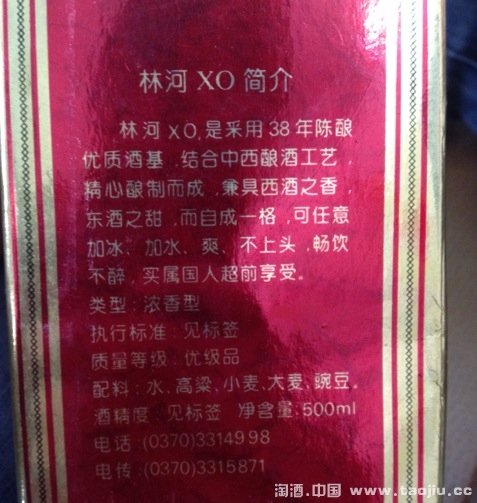 林河 XO 简介
林河 XO,是采用 38 年陈酿
优质酒基,结合中西酿酒工艺,
精心酿制而成,兼具西酒之香,
东酒之甜,而自成一格,可任意
加冰、加水、爽、不上头,畅饮
不醉,实属国人超前享受。
类型:浓香型
执行标准:见标签
质量等级:优级品
配料:水、高粱、小麦、大麦、豌豆。
酒精度:见标签 净含量:500ml
电话:(0370)3314998
电传:(0370)3315871
淘酒.中国 www.taojiu.cc